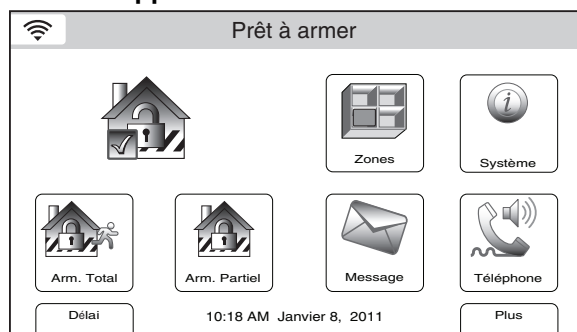 Prêt à armer
Zones
Système
Arm. Total
Arm. Partiel
Message
Téléphone
Délai
10:18 AM Janvier 8, 2011
Plus